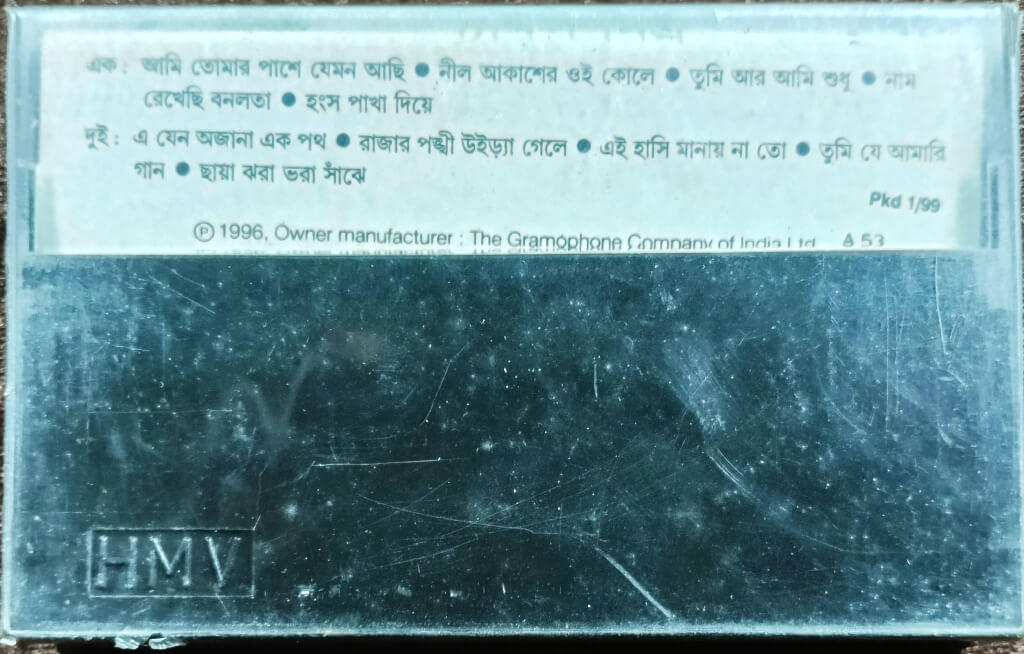 এক : আমি তোমার পাশে যেমন আছি ● নীল আকাশের ওই কোলে ● তুমি আর আমি শুধু ● নাম
রেখেছি বনলতা ● হংস পাখা দিয়ে
দুই : এ যেন অজানা এক পথ ● রাজার পঙ্খী উইড়্যা গেলে ● এই হাসি মানায় না তো ● তুমি যে আমারি
গান ● ছায়া ঝরা ভরা সাঁঝে
Pkd 1/99
Ⓟ 1996, Owner manufacturer : The Gramophone Company of India Ltd. A 53
HMV